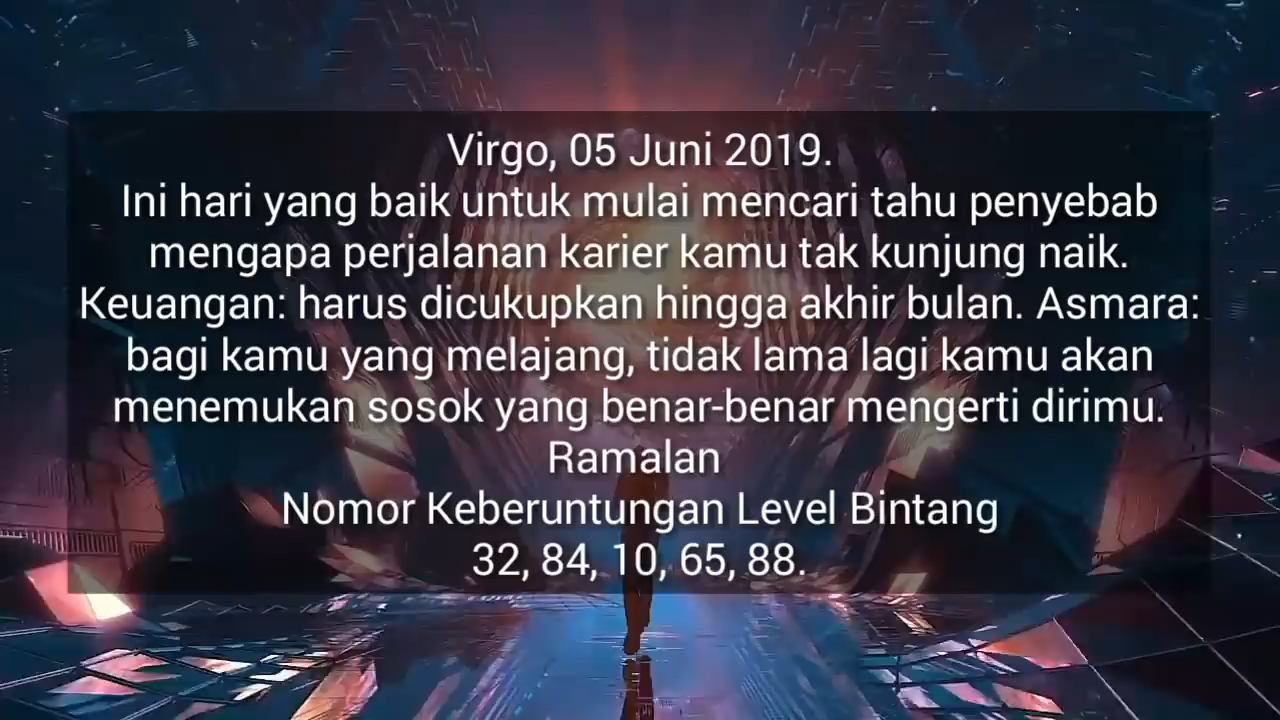 Virgo, 05 Juni 2019.
Ini hari yang baik untuk mulai mencari tahu penyebab
mengapa perjalanan karier kamu tak kunjung naik.
Keuangan: harus dicukupkan hingga akhir bulan. Asmara:
bagi kamu yang melajang, tidak lama lagi kamu akan
menemukan sosok yang benar-benar mengerti dirimu.
Ramalan
Nomor Keberuntungan Level Bintang
32, 84, 10, 65, 88.